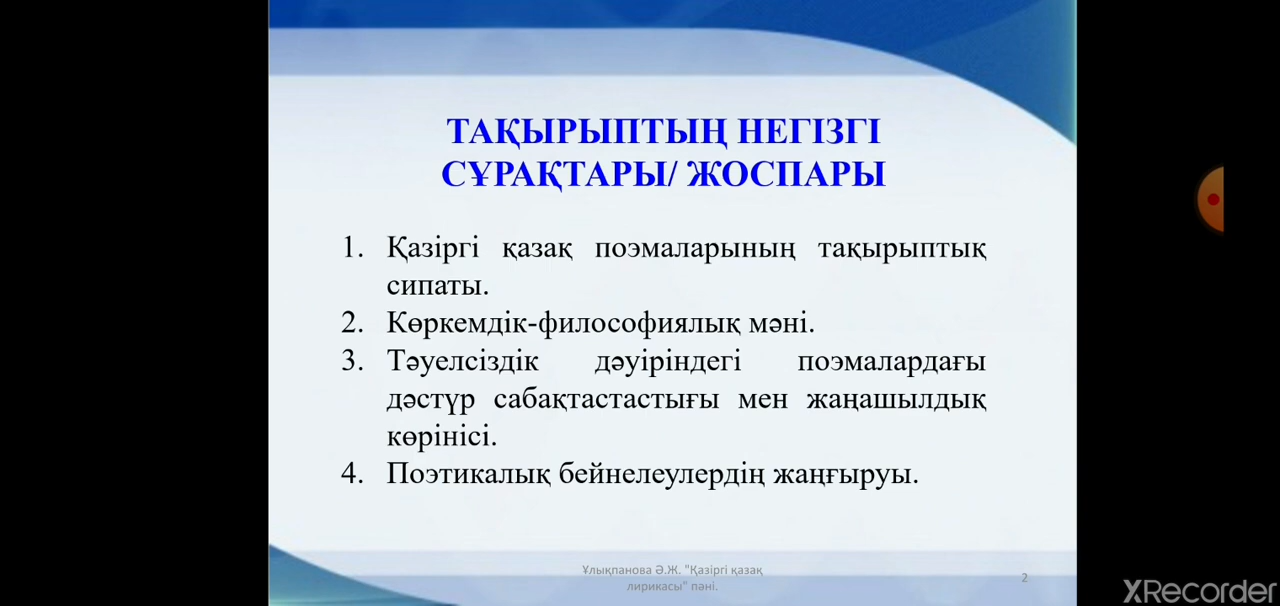 ТАҚЫРЫПТЫҢ НЕГІЗГІ
СҰРАҚТАРЫ/ ЖОСПАРЫ
1. Қазіргі қазақ поэмаларының тақырыптық
сипаты.
2. Көркемдік-философиялық мәні.
3. Тәуелсіздік дәуіріндегі поэмалардағы
дәстүр сабақтастастығы мен жаңашылдық
көрінісі.
4. Поэтикалық бейнелеулердің жаңғыруы.
Ұлықпанова Ә.Ж. "Қазіргі қазақ
лирикасы" пәні.
2
XRecorder